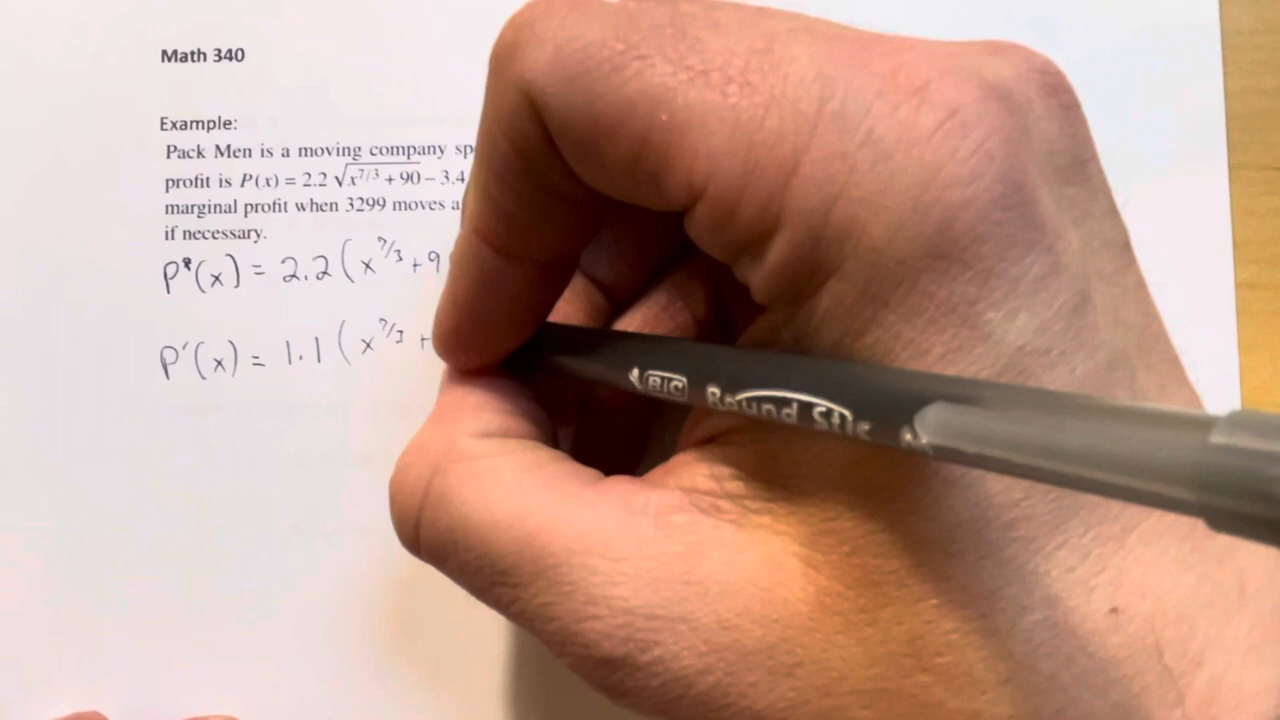 Math 340
Example:
Pack Men is a moving company sp
profit is P(x) = 2.2 √x^{7/3} + 90 − 3.4
marginal profit when 3299 moves a
if necessary.
P(x) = 2.2 (x^{7/3} + 9
P′(x) = 1.1 (x^{7/3} +
BIC Round Stic